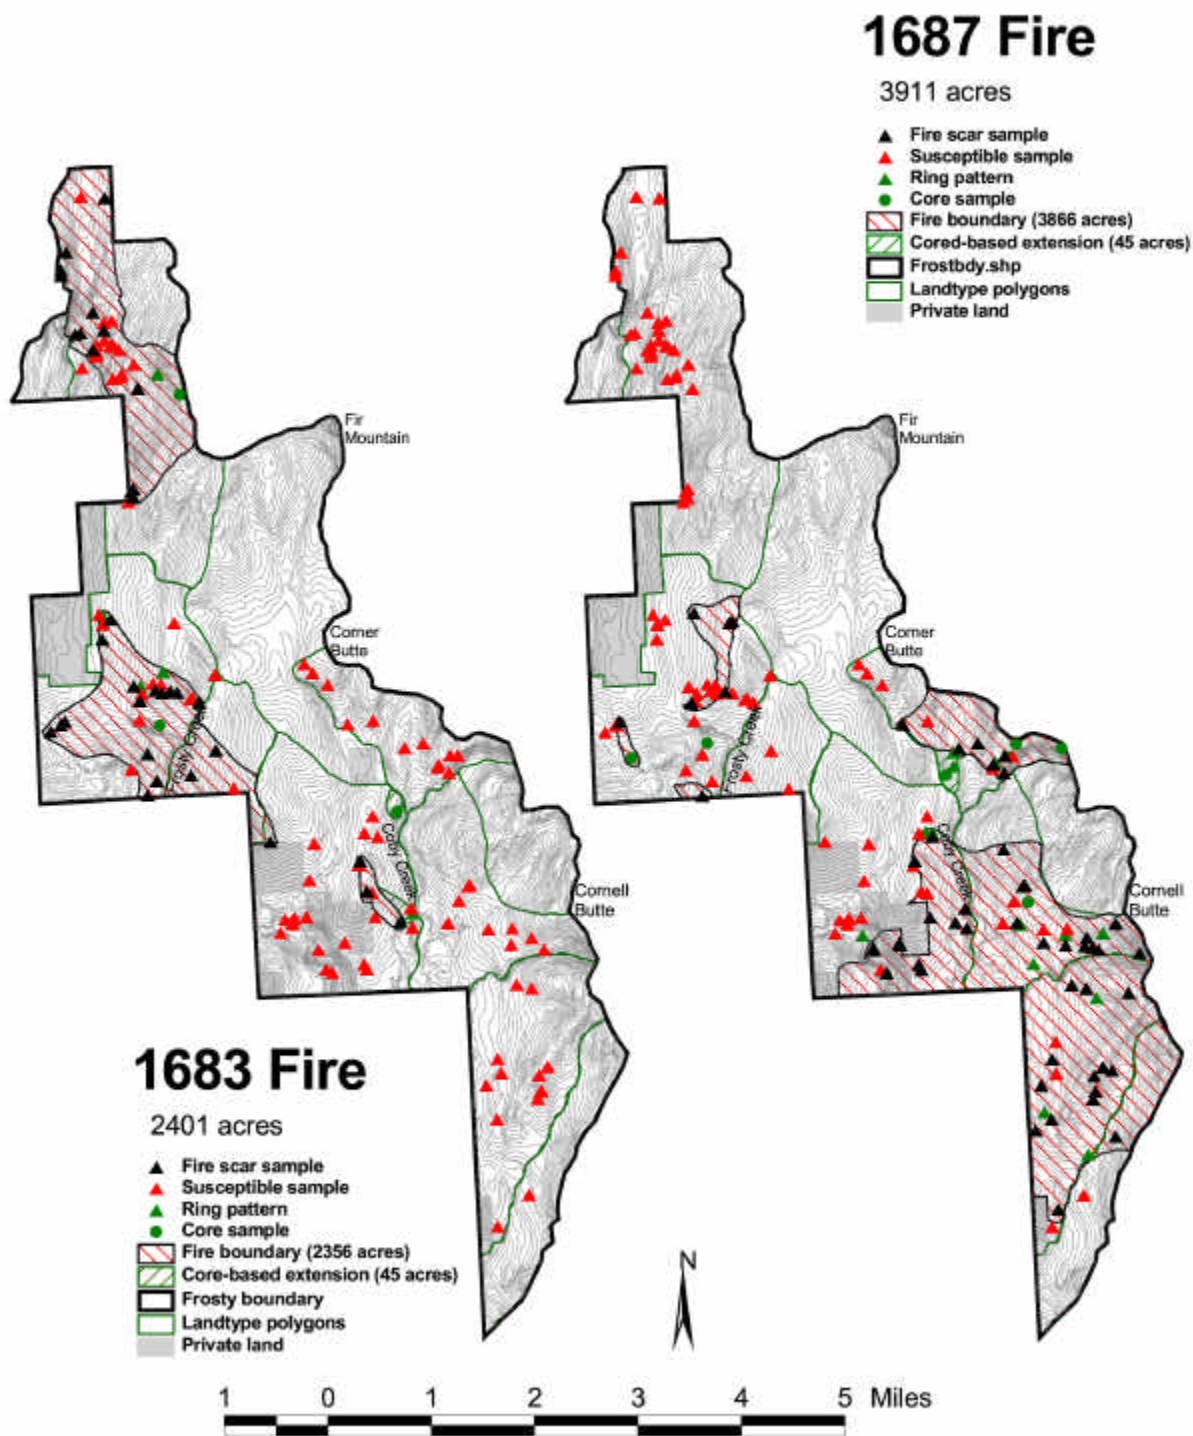 1687 Fire
3911 acres
Fire scar sample
Susceptible sample
Ring pattern
Core sample
Fire boundary (3866 acres)
Cored-based extension (45 acres)
Frostbdy.shp
Landtype polygons
Private land
Fir
Mountain
Fir
Mountain
Corner
Butte
Corner
Butte
Frosty Creek
Frosty Creek
Coby Creek
Coby Creek
Cornell
Butte
Cornell
Butte
1683 Fire
2401 acres
Fire scar sample
Susceptible sample
Ring pattern
Core sample
Fire boundary (2356 acres)
Core-based extension (45 acres)
Frosty boundary
Landtype polygons
Private land
N
1 0 1 2 3 4 5 Miles